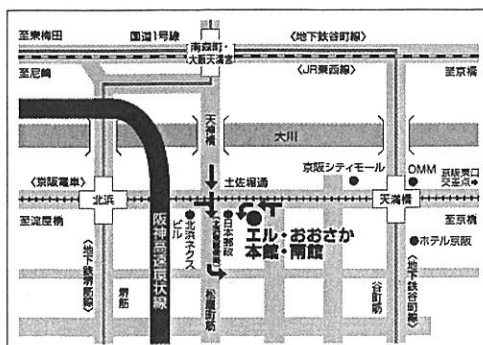 至東梅田
国道1号線
南森町・
大阪天満宮
〈地下鉄谷町線〉
至尼崎
〈JR東西線〉
至京橋
天神橋
大川
京阪シティモール
OMM
京阪東口
交差点→
〈京阪電車〉
北浜
土佐堀通
天満橋
至淀屋橋
阪神高速環状線
北浜ネクス
ビル
日本郵政
エル・おおさか
本館・南館
至京橋
ホテル京阪
〈地下鉄堺筋線〉
堺筋
松屋町筋
谷町筋
〈地下鉄谷町線〉